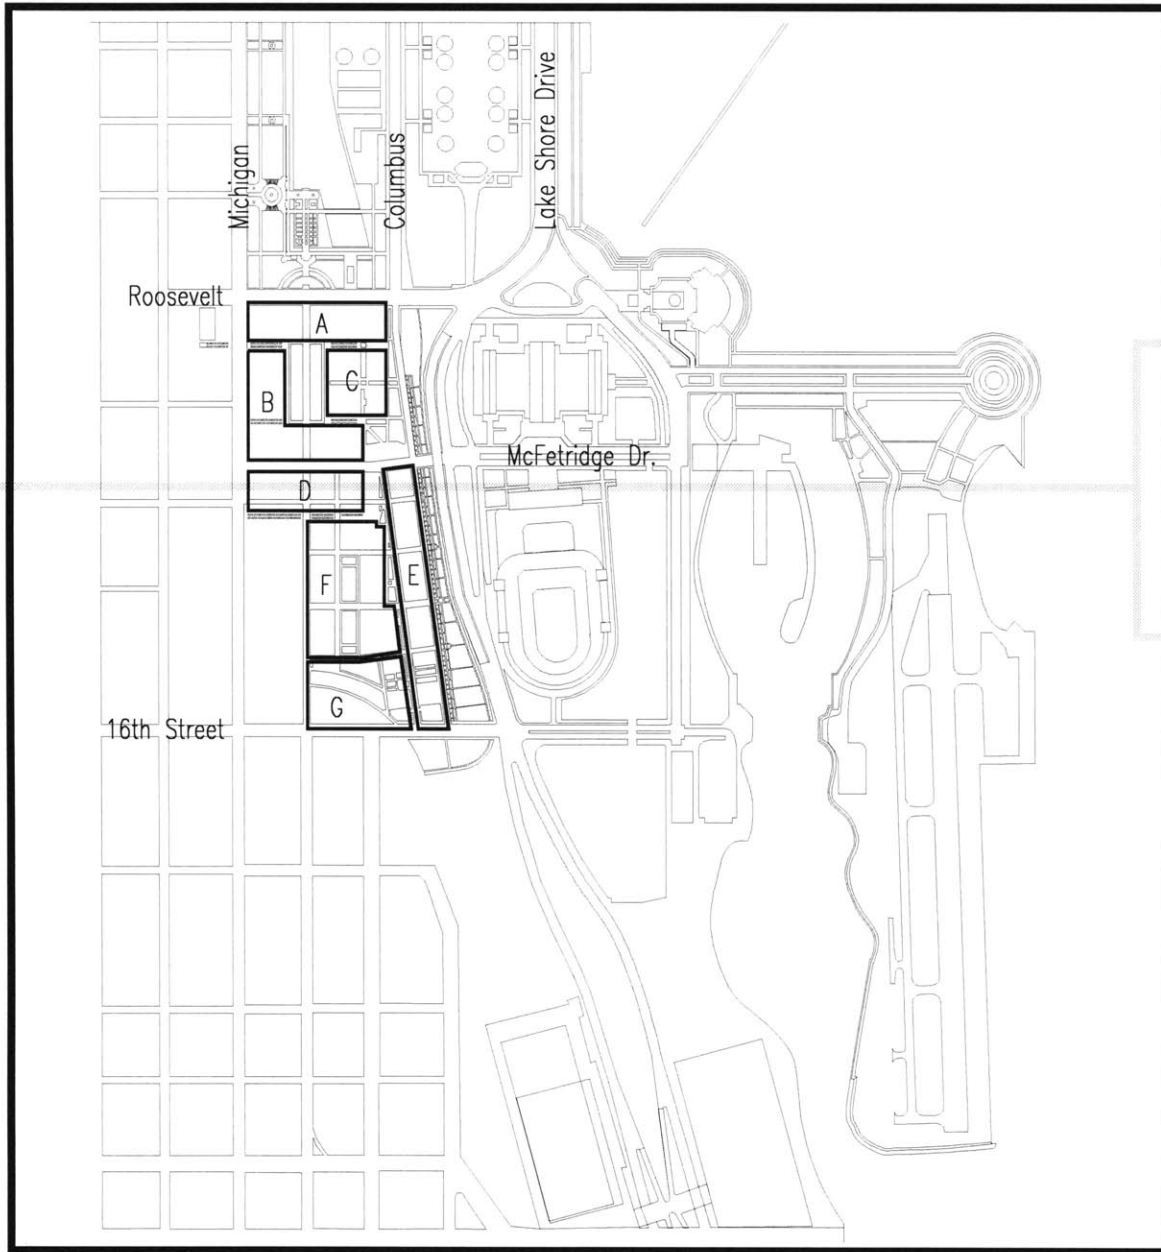 Michigan
Columbus
Lake Shore Drive
Roosevelt
A
B
C
McFetridge Dr.
D
E
F
G
16th Street